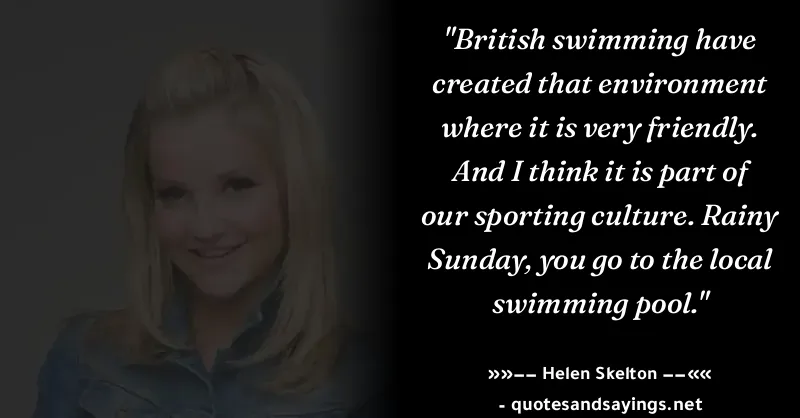 "British swimming have
created that environment
where it is very friendly.
And I think it is part of
our sporting culture. Rainy
Sunday, you go to the local
swimming pool."
»»−− Helen Skelton −−««
- quotesandsayings.net